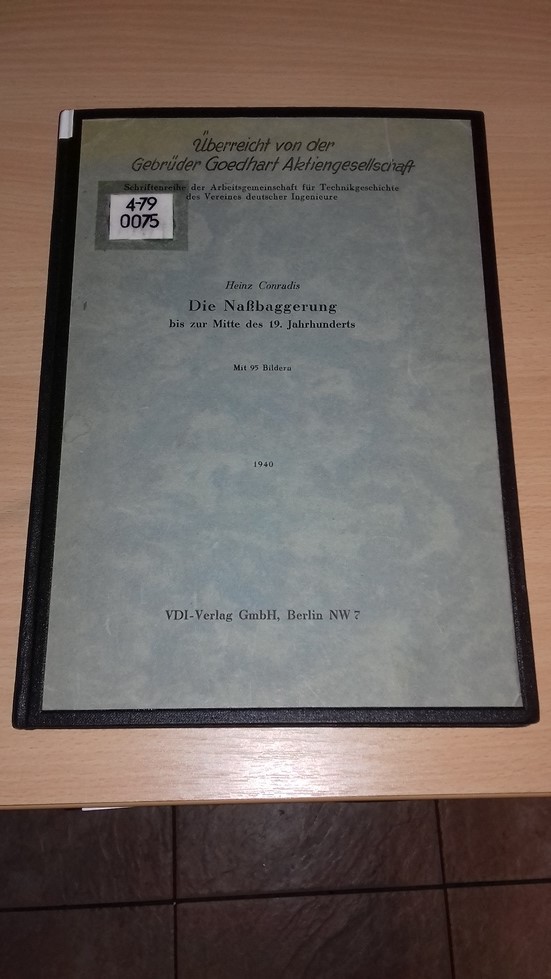 Überreicht von der
Gebrüder Goedhart Aktiengesellschaft
Schriftenreihe der Arbeitsgemeinschaft für Technikgeschichte
des Vereines deutscher Ingenieure
4-79
0075
Heinz Conradis
Die Naßbaggerung
bis zur Mitte des 19. Jahrhunderts
Mit 95 Bildern
1940
VDI-Verlag GmbH, Berlin NW 7